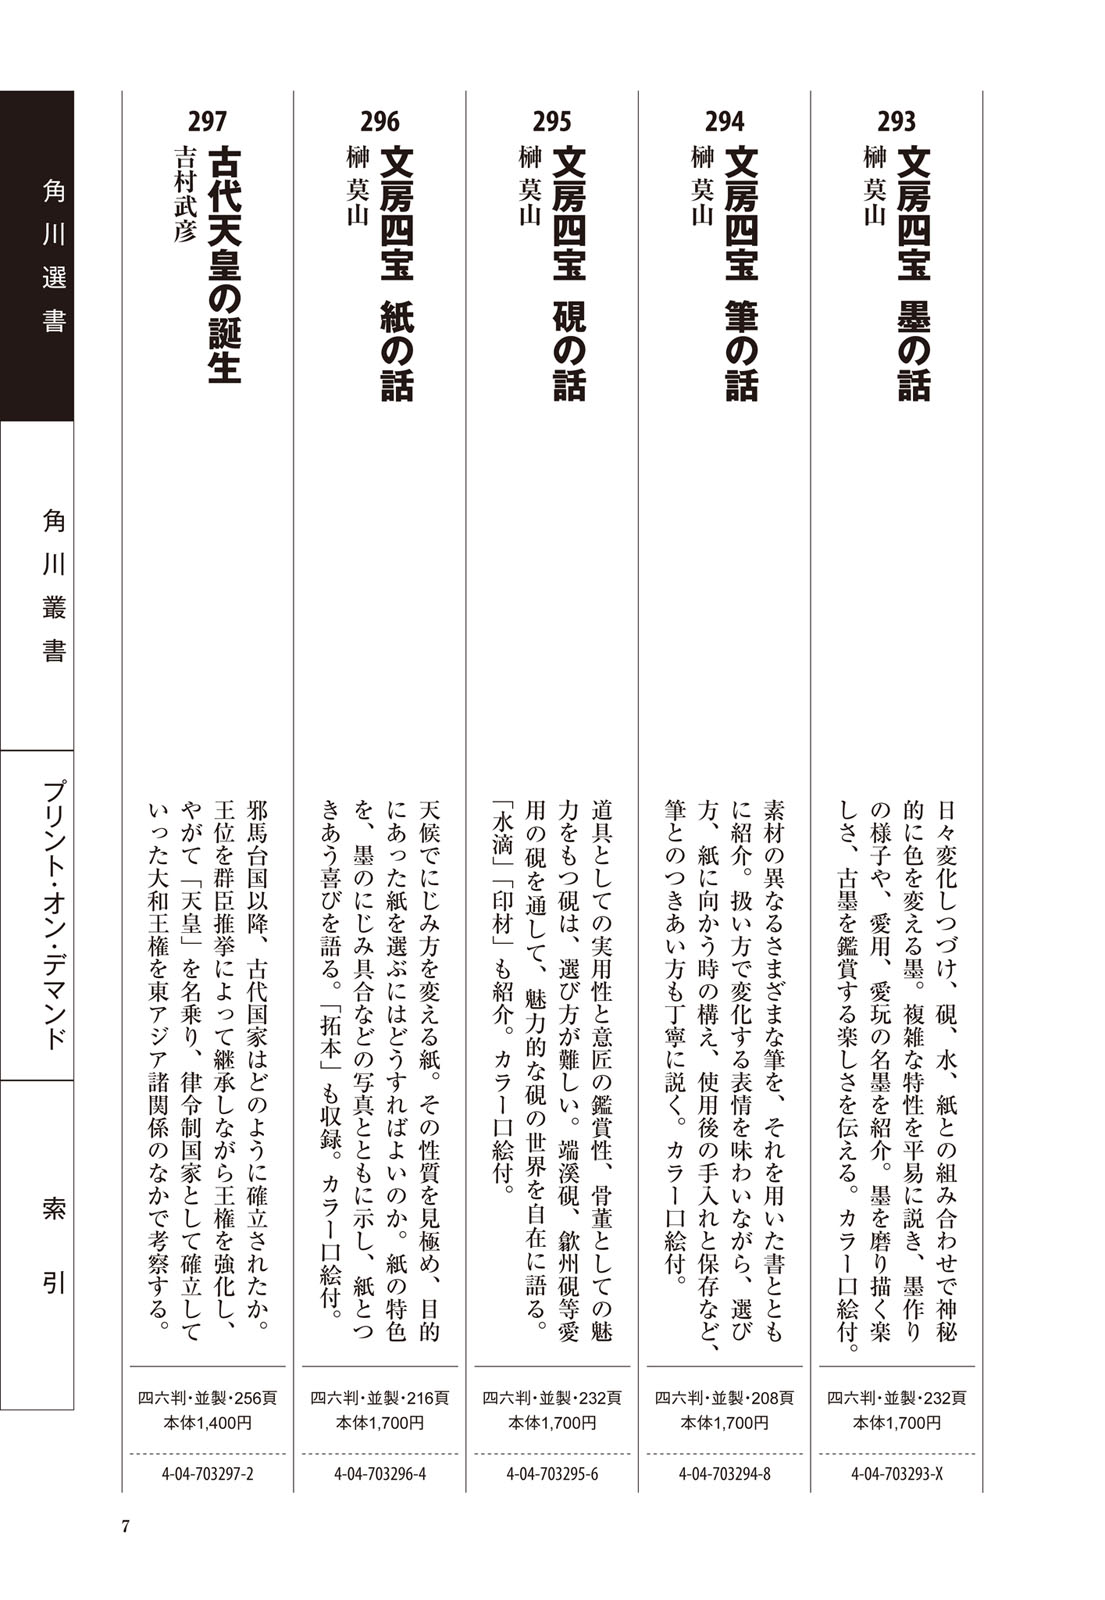 293
文房四宝 墨の話
榊 莫山
日々変化しつづけ、硯、水、紙との組み合わせで神秘
的に色を変える墨。複雑な特性を平易に説き、墨作り
の様子や、愛用、愛玩の名墨を紹介。墨を磨り描く楽
しさ、古墨を鑑賞する楽しさを伝える。カラー口絵付。
四六判・並製・232頁
本体1,700円
4-04-703293-X
294
文房四宝 筆の話
榊 莫山
素材の異なるさまざまな筆を、それを用いた書ととも
に紹介。扱い方で変化する表情を味わいながら、選び
方、紙に向かう時の構え、使用後の手入れと保存など、
筆とのつきあい方も丁寧に説く。カラー口絵付。
四六判・並製・208頁
本体1,700円
4-04-703294-8
295
文房四宝 硯の話
榊 莫山
道具としての実用性と意匠の鑑賞性、骨董としての魅
力をもつ硯は、選び方が難しい。端溪硯、歙州硯等愛
用の硯を通して、魅力的な硯の世界を自在に語る。
「水滴」「印材」も紹介。カラー口絵付。
四六判・並製・232頁
本体1,700円
4-04-703295-6
296
文房四宝 紙の話
榊 莫山
天候でにじみ方を変える紙。その性質を見極め、目的
にあった紙を選ぶにはどうすればよいのか。紙の特色
を、墨のにじみ具合などの写真とともに示し、紙とつ
きあう喜びを語る。「拓本」も収録。カラー口絵付。
四六判・並製・216頁
本体1,700円
4-04-703296-4
297
古代天皇の誕生
吉村武彦
邪馬台国以降、古代国家はどのように確立されたか。
王位を群臣推挙によって継承しながら王権を強化し、
やがて「天皇」を名乗り、律令制国家として確立して
いった大和王権を東アジア諸関係のなかで考察する。
四六判・並製・256頁
本体1,400円
4-04-703297-2
角川選書
角川叢書
プリント・オン・デマンド
索引
7